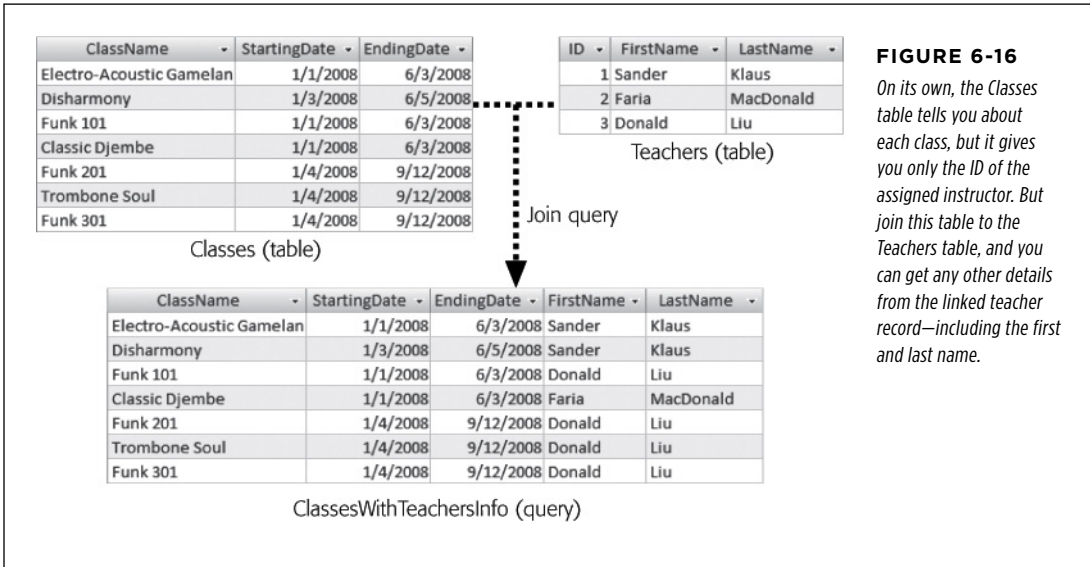 ClassName StartingDate EndingDate
Electro-Acoustic Gamelan 1/1/2008 6/3/2008
Disharmony 1/3/2008 6/5/2008
Funk 101 1/1/2008 6/3/2008
Classic Djembe 1/1/2008 6/3/2008
Funk 201 1/4/2008 9/12/2008
Trombone Soul 1/4/2008 9/12/2008
Funk 301 1/4/2008 9/12/2008
Classes (table)
ID FirstName LastName
1 Sander Klaus
2 Faria MacDonald
3 Donald Liu
Teachers (table)
Join query
ClassName StartingDate EndingDate FirstName LastName
Electro-Acoustic Gamelan 1/1/2008 6/3/2008 Sander Klaus
Disharmony 1/3/2008 6/5/2008 Sander Klaus
Funk 101 1/1/2008 6/3/2008 Donald Liu
Classic Djembe 1/1/2008 6/3/2008 Faria MacDonald
Funk 201 1/4/2008 9/12/2008 Donald Liu
Trombone Soul 1/4/2008 9/12/2008 Donald Liu
Funk 301 1/4/2008 9/12/2008 Donald Liu
ClassesWithTeachersInfo (query)
FIGURE 6-16
On its own, the Classes
table tells you about
each class, but it gives
you only the ID of the
assigned instructor. But
join this table to the
Teachers table, and you
can get any other details
from the linked teacher
record—including the first
and last name.